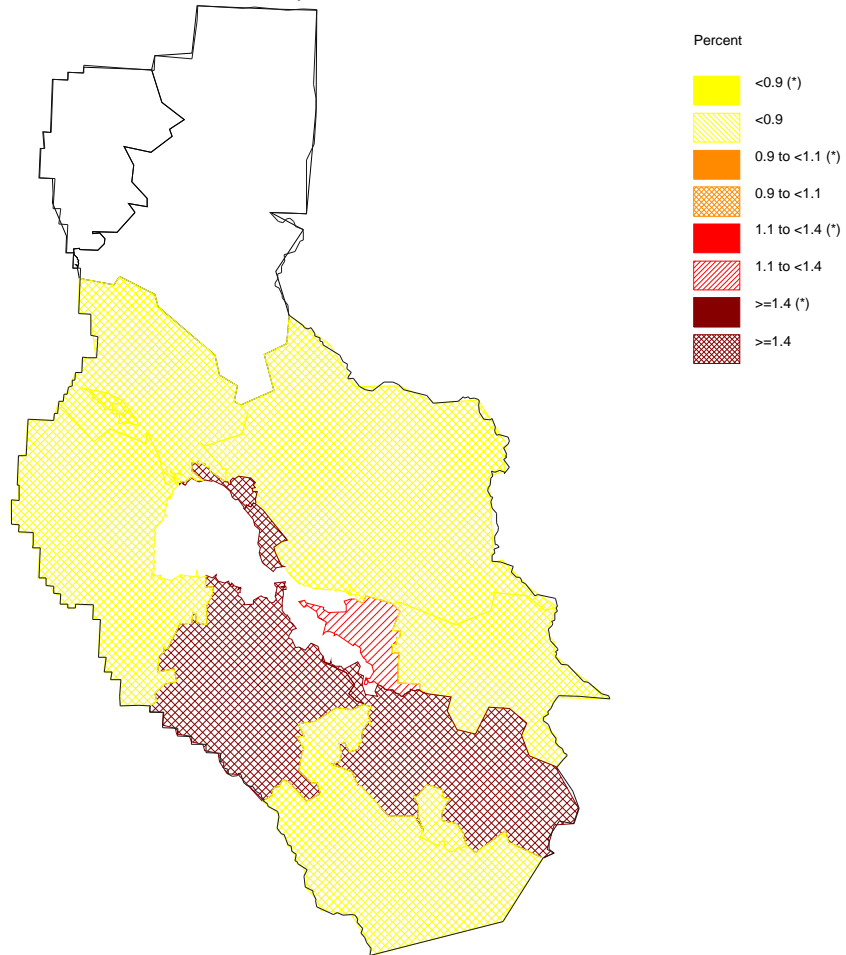 Percent
<0.9 (*)
<0.9
0.9 to <1.1 (*)
0.9 to <1.1
1.1 to <1.4 (*)
1.1 to <1.4
>=1.4 (*)
>=1.4